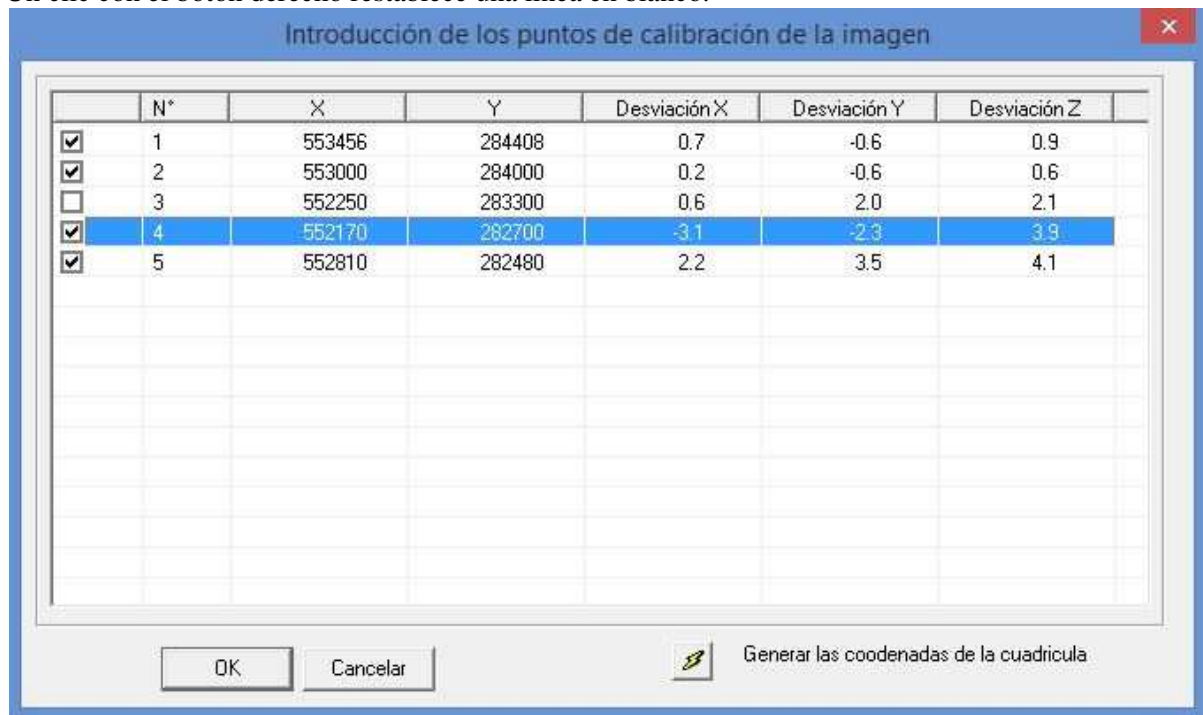 Un clic con el botón derecho restablece una línea en blanco.
Introducción de los puntos de calibración de la imagen
N° X Y Desviación X Desviación Y Desviación Z
1 553456 284408 0.7 -0.6 0.9
2 553000 284000 0.2 -0.6 0.6
3 552250 283300 0.6 2.0 2.1
4 552170 282700 -3.1 -2.3 3.9
5 552810 282480 2.2 3.5 4.1
OK Cancelar Generar las coodenadas de la cuadricula